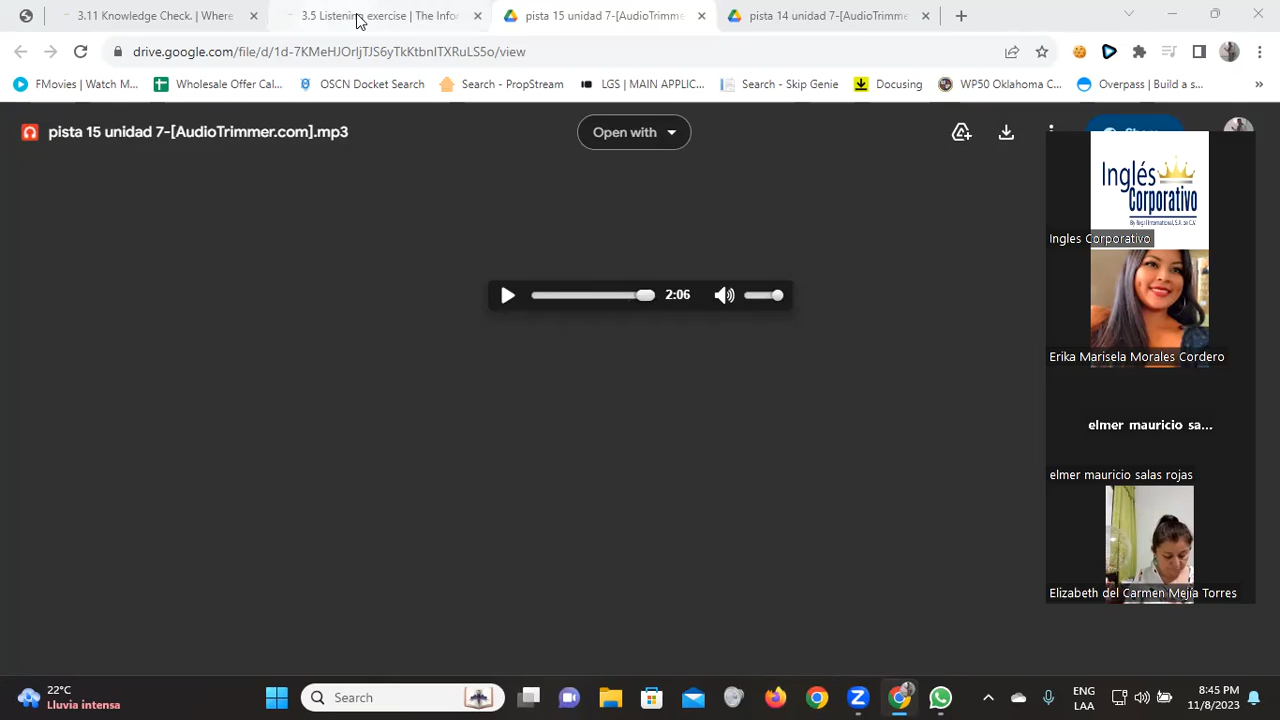 3.11 Knowledge Check. | Where
3.5 Listening exercise | The Infor
pista 15 unidad 7-[AudioTrimme
pista 14 unidad 7-[AudioTrimme
drive.google.com/file/d/1d-7KMeHJOrljTJS6yTkKtbnITXRuLS5o/view
FMovies | Watch M...
Wholesale Offer Cal...
OSCN Docket Search
Search - PropStream
LGS | MAIN APPLIC...
Search - Skip Genie
Docusing
WP50 Oklahoma C...
Overpass | Build a s...
pista 15 unidad 7-[AudioTrimmer.com].mp3
Open with
Share
Inglés
Corporativo
Ingles Corporativo
2:06
Erika Marisela Morales Cordero
elmer mauricio sa...
elmer mauricio salas rojas
Elizabeth del Carmen Mejia Torres
22°C
Lluvia intensa
Search
ENG
LAA
8:45 PM
11/8/2023